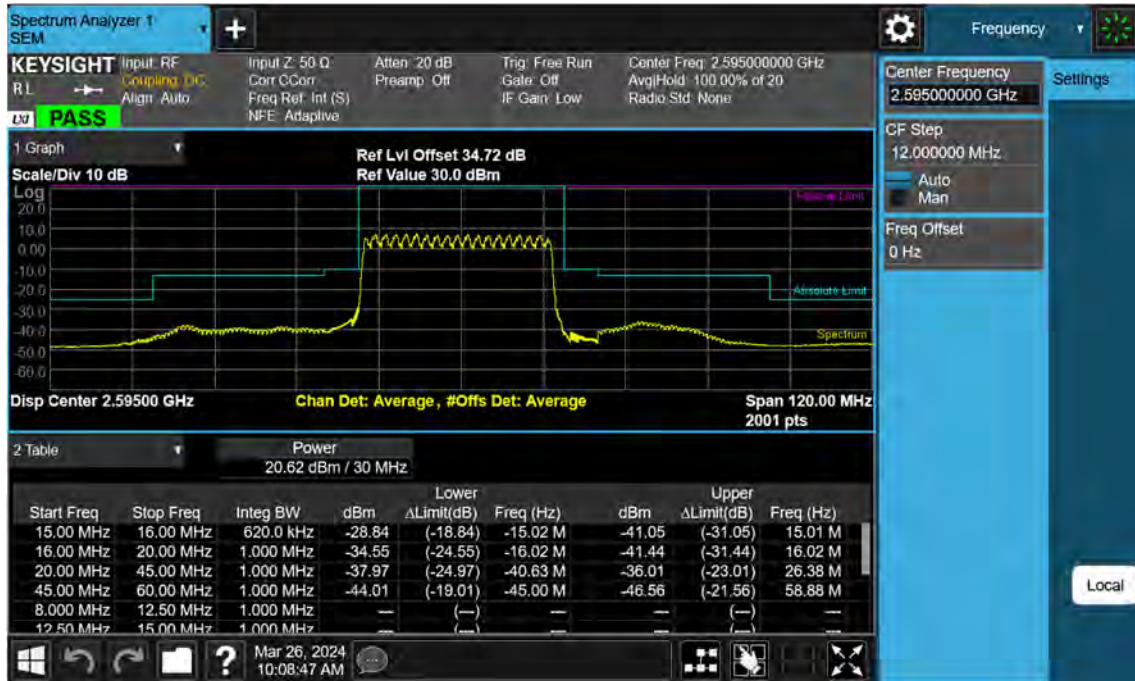 Spectrum Analyzer 1
SEM
Frequency
KEYSIGHT
RL
LXI
PASS
Input: RF
Coupling: DC
Align: Auto
Input Z: 50 Ω
Corr CCorr
Freq Ref: Int (S)
NFE: Adaptive
Atten: 20 dB
Preamp: Off
Trig: Free Run
Gate: Off
IF Gain: Low
Center Freq: 2.595000000 GHz
Avg|Hold: 100.00% of 20
Radio Std: None
Center Frequency
2.595000000 GHz
Settings
CF Step
12.000000 MHz
Auto
Man
Freq Offset
0 Hz
Local
1 Graph
Scale/Div 10 dB
Ref Lvl Offset 34.72 dB
Ref Value 30.0 dBm
Log
20.0
10.0
0.00
-10.0
-20.0
-30.0
-40.0
-50.0
-60.0
Relative Limit
Absolute Limit
Spectrum
Disp Center 2.59500 GHz
Chan Det: Average, #Offs Det: Average
Span 120.00 MHz
2001 pts
2 Table
Power
20.62 dBm / 30 MHz
Lower Upper
Start Freq Stop Freq Integ BW dBm ΔLimit(dB) Freq (Hz) dBm ΔLimit(dB) Freq (Hz)
15.00 MHz 16.00 MHz 620.0 kHz -28.84 (-18.84) -15.02 M -41.05 (-31.05) 15.01 M
16.00 MHz 20.00 MHz 1.000 MHz -34.55 (-24.55) -16.02 M -41.44 (-31.44) 16.02 M
20.00 MHz 45.00 MHz 1.000 MHz -37.97 (-24.97) -40.63 M -36.01 (-23.01) 26.38 M
45.00 MHz 60.00 MHz 1.000 MHz -44.01 (-19.01) -45.00 M -46.56 (-21.56) 58.88 M
8.000 MHz 12.50 MHz 1.000 MHz --- (---) --- --- (---) ---
12.50 MHz 15.00 MHz 1.000 MHz --- (---) --- --- (---) ---
?
Mar 26, 2024
10:08:47 AM